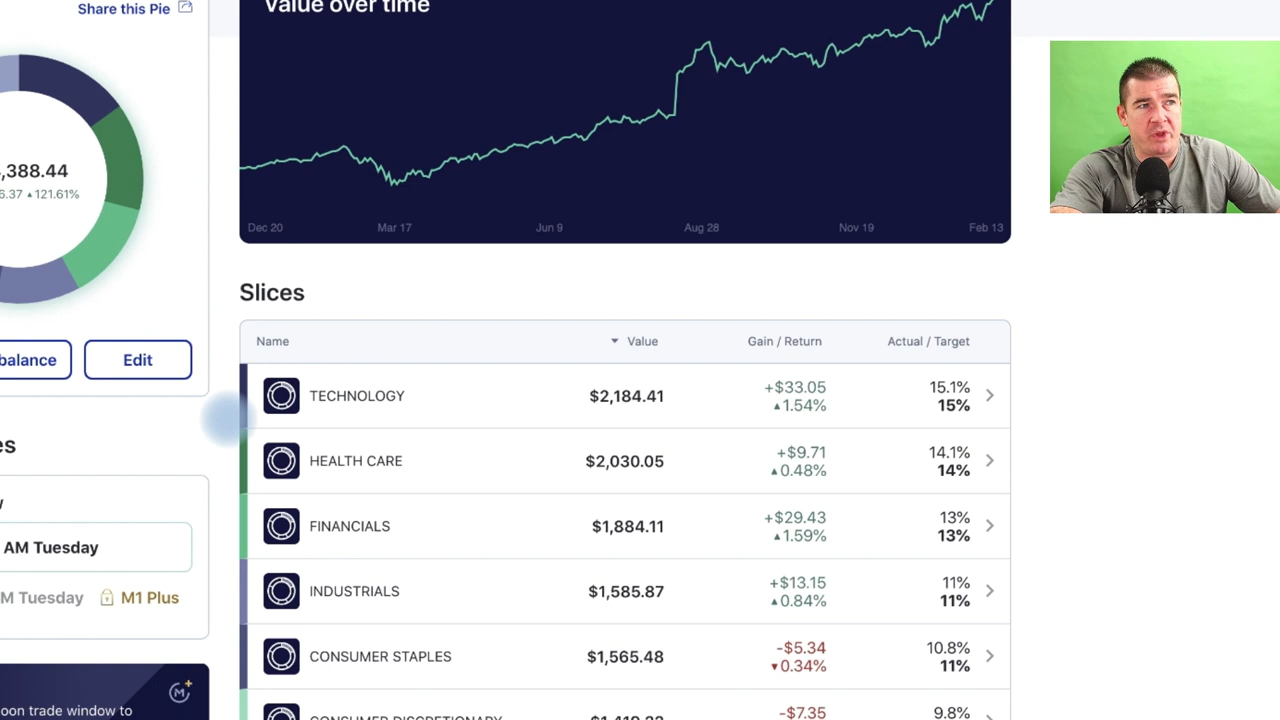 Share this Pie
,388.44
6.37 ▲121.61%
balance
Edit
es
AM Tuesday
M Tuesday
M1 Plus
oon trade window to
Value over time
Dec 20
Mar 17
Jun 9
Aug 28
Nov 19
Feb 13
Slices
Name
Value
Gain / Return
Actual / Target
TECHNOLOGY
$2,184.41
+$33.05
▲1.54%
15.1%
15%
HEALTH CARE
$2,030.05
+$9.71
▲0.48%
14.1%
14%
FINANCIALS
$1,884.11
+$29.43
▲1.59%
13%
13%
INDUSTRIALS
$1,585.87
+$13.15
▲0.84%
11%
11%
CONSUMER STAPLES
$1,565.48
-$5.34
▼0.34%
10.8%
11%
CONSUMER DISCRETIONARY
-$7.35
9.8%